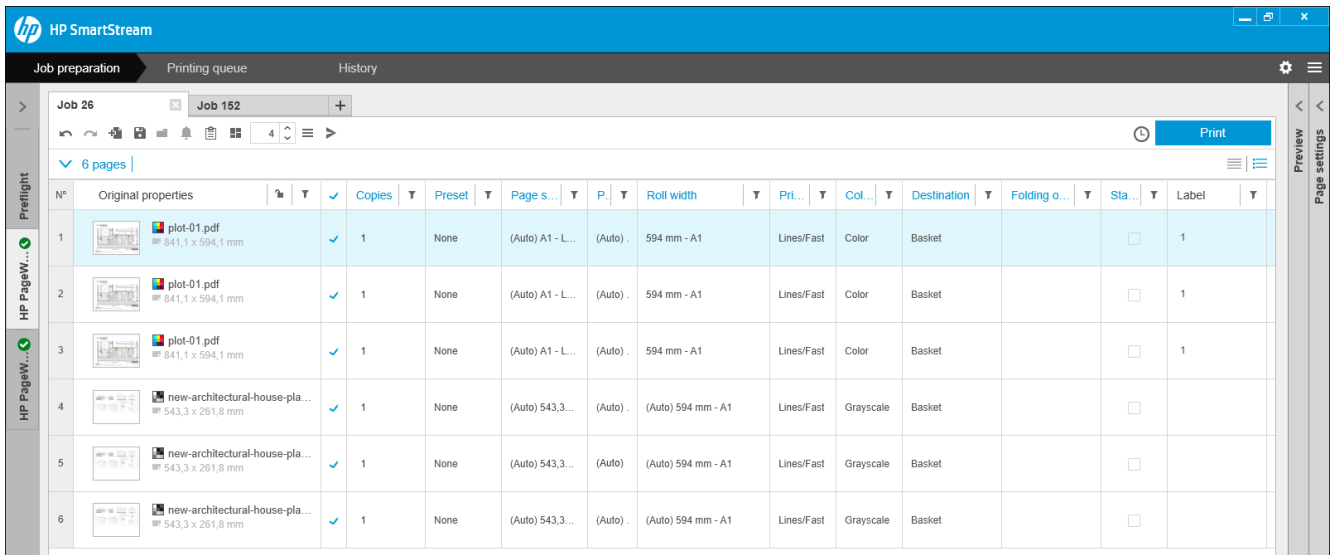 hp HP SmartStream
Job preparation Printing queue History
Job 26 Job 152 +
4 Print
6 pages
N° Original properties Copies Preset Page s... P.. Roll width Pri... Col... Destination Folding o... Sta... Label
1 plot-01.pdf (Auto) A1 - L... (Auto) . 594 mm - A1 Lines/Fast Color Basket 1
841,1 x 594,1 mm 1 None
2 plot-01.pdf (Auto) A1 - L... (Auto) . 594 mm - A1 Lines/Fast Color Basket 1
841,1 x 594,1 mm 1 None
3 plot-01.pdf (Auto) A1 - L... (Auto) . 594 mm - A1 Lines/Fast Color Basket 1
841,1 x 594,1 mm 1 None
4 new-architectural-house-pla... 1 None (Auto) 543,3... (Auto) . (Auto) 594 mm - A1 Lines/Fast Grayscale Basket
543,3 x 261,8 mm
5 new-architectural-house-pla... 1 None (Auto) 543,3... (Auto) (Auto) 594 mm - A1 Lines/Fast Grayscale Basket
543,3 x 261,8 mm
6 new-architectural-house-pla... 1 None (Auto) 543,3... (Auto) . (Auto) 594 mm - A1 Lines/Fast Grayscale Basket
543,3 x 261,8 mm
Preflight
HP PageW...
HP PageW...
Preview
Page settings